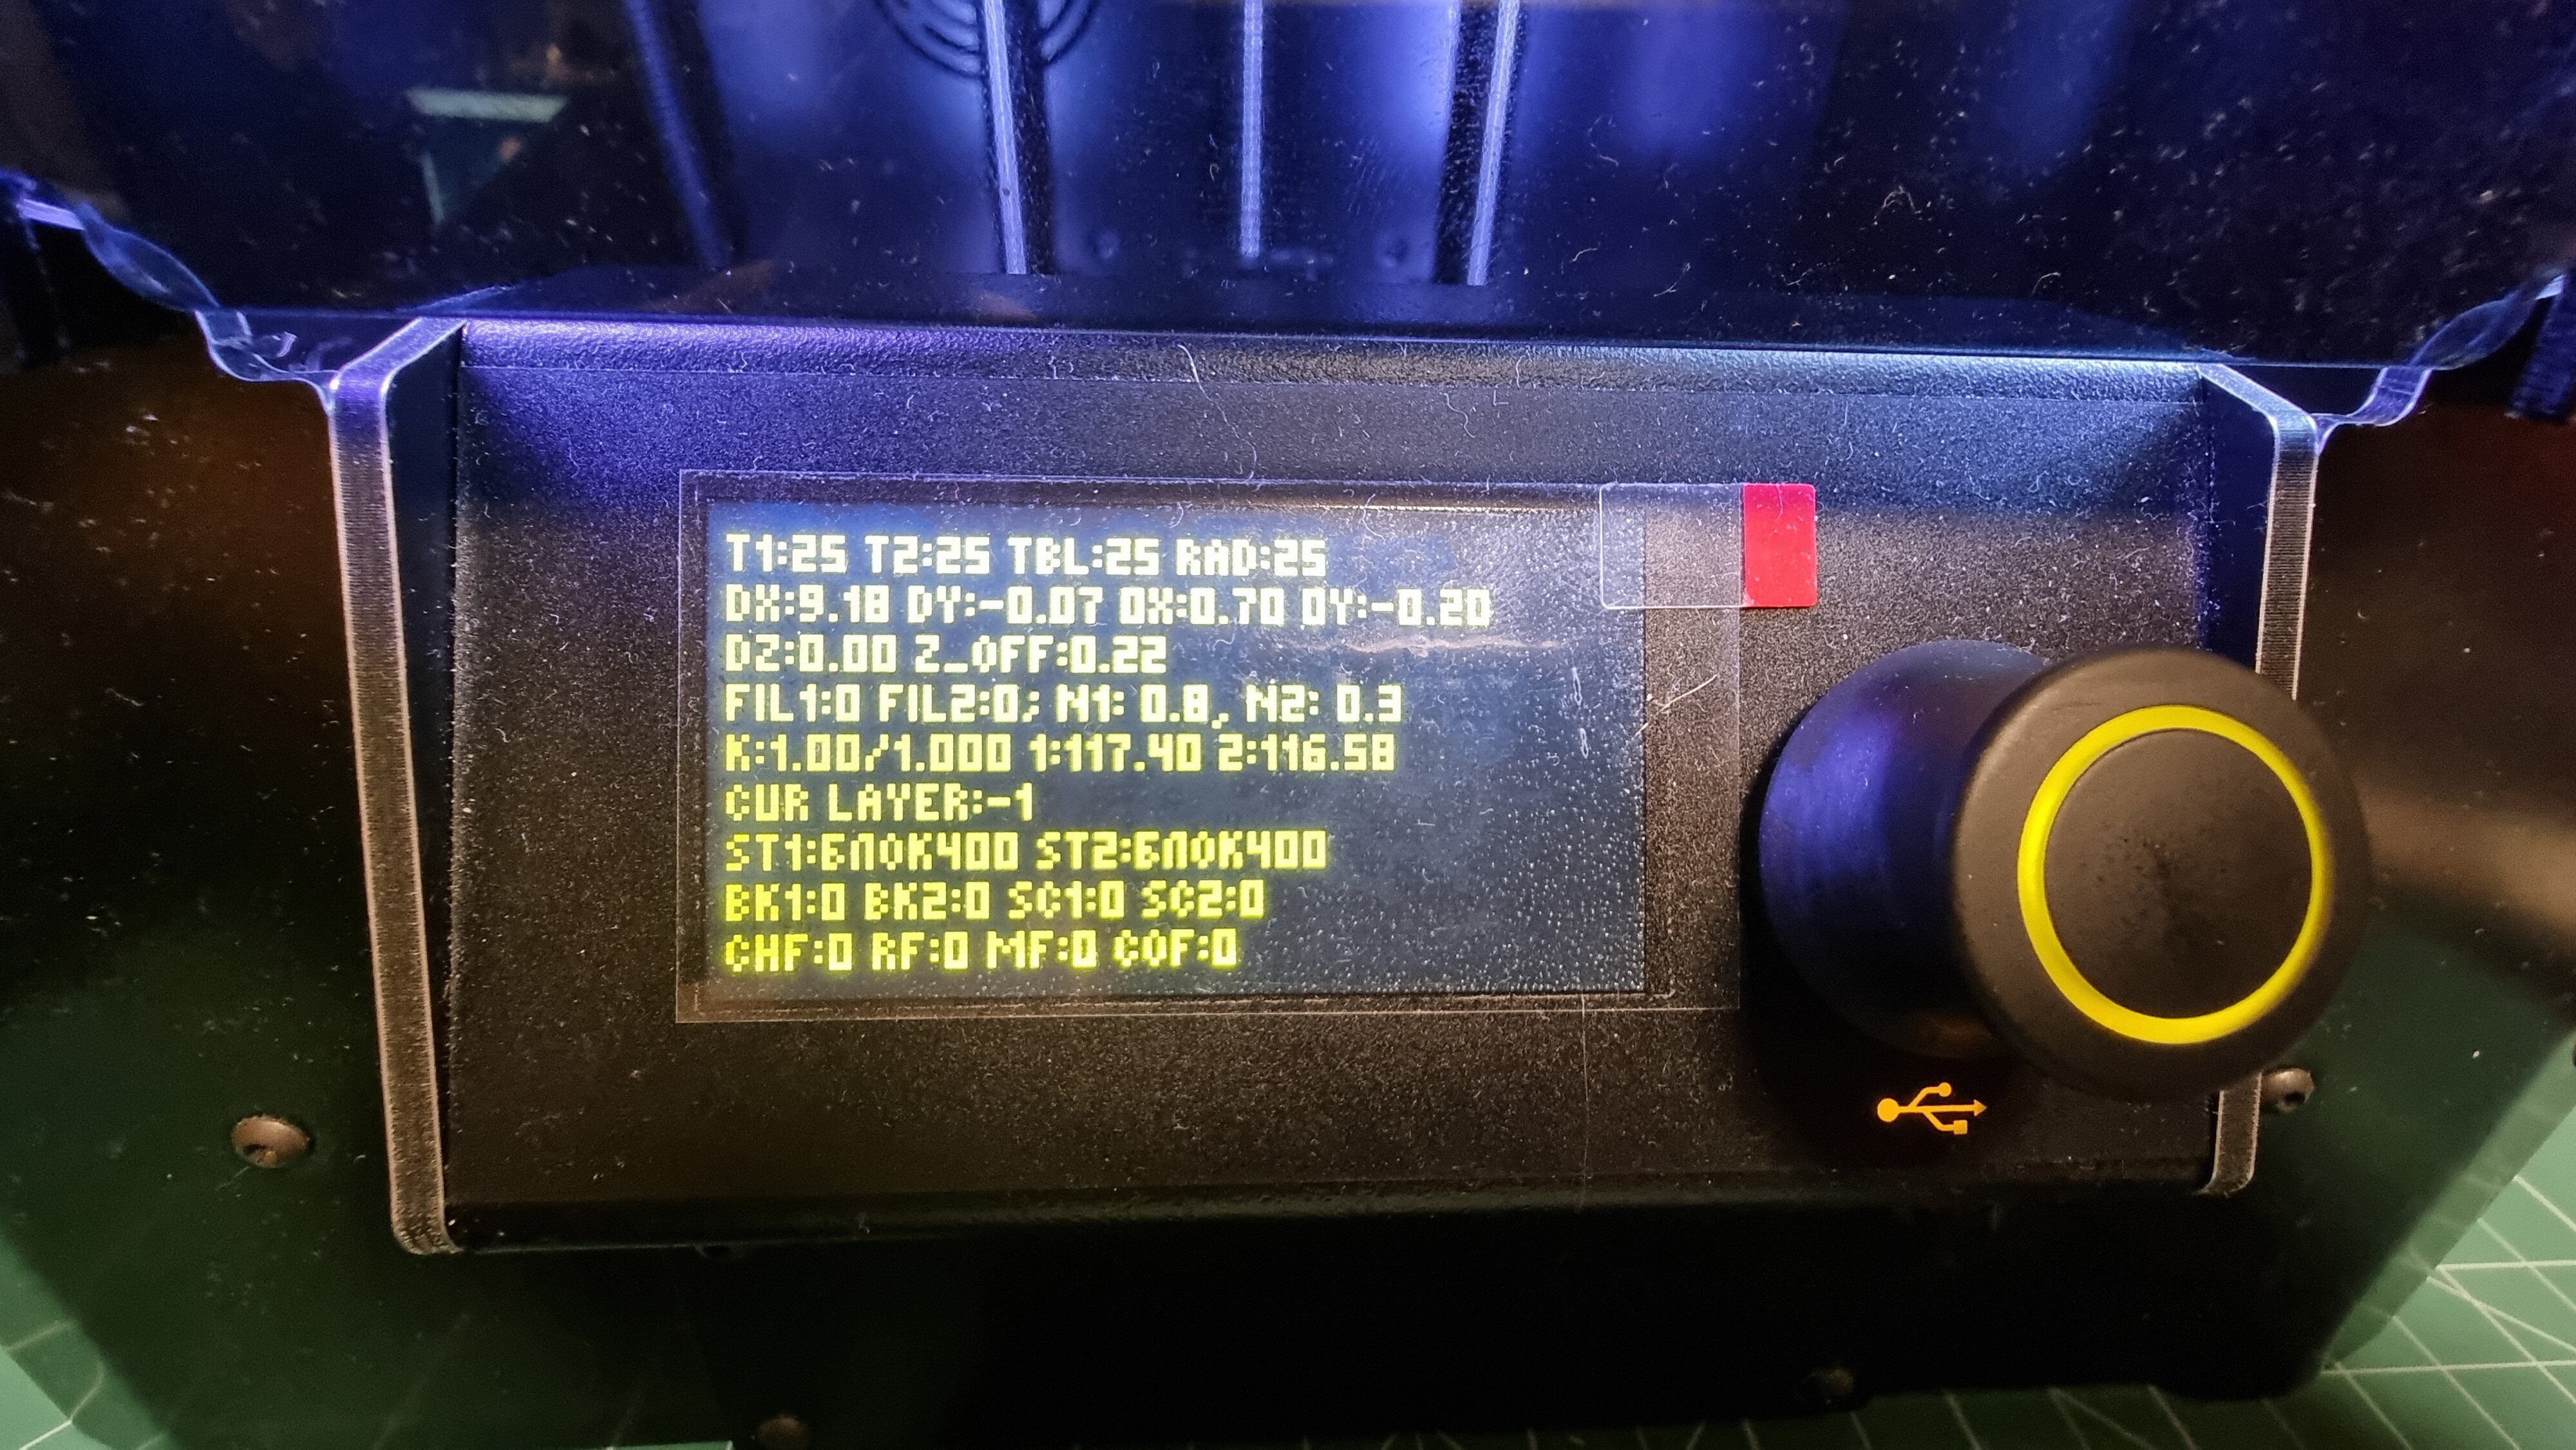 T1:25 T2:25 TBL:25 RAD:25
DX:9.18 DY:-0.07 OX:0.70 OY:-0.20
DZ:0.00 Z_OFF:0.22
FIL1:0 FIL2:0; N1: 0.8, N2: 0.3
K:1.00/1.000 1:117.40 2:116.58
CUR LAYER:-1
ST1:БЛОК400 ST2:БЛОК400
BK1:0 BK2:0 SC1:0 SC2:0
CHF:0 RF:0 MF:0 COF:0